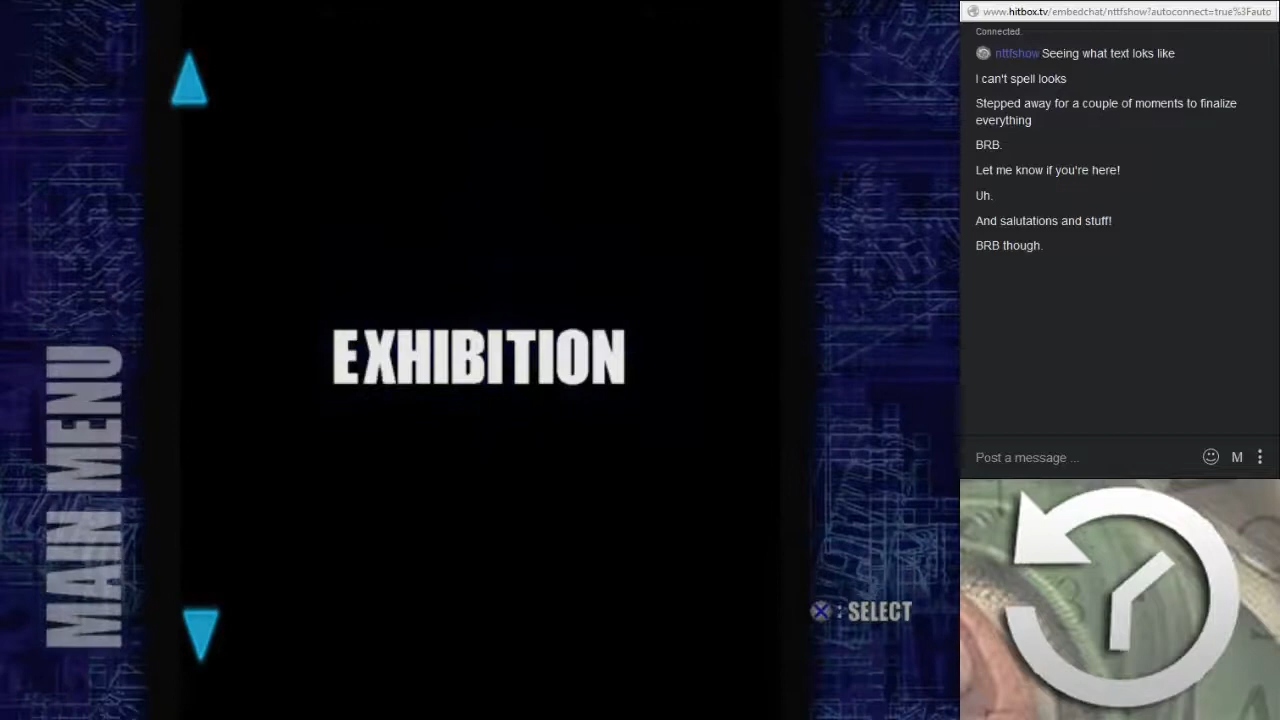 MAIN MENU
EXHIBITION
: SELECT
www.hitbox.tv/embedchat/nttfshow?autoconnect=true%3Fauto
Connected.
nttfshow Seeing what text loks like
I can't spell looks
Stepped away for a couple of moments to finalize
everything
BRB.
Let me know if you're here!
Uh.
And salutations and stuff!
BRB though.
Post a message ...
M